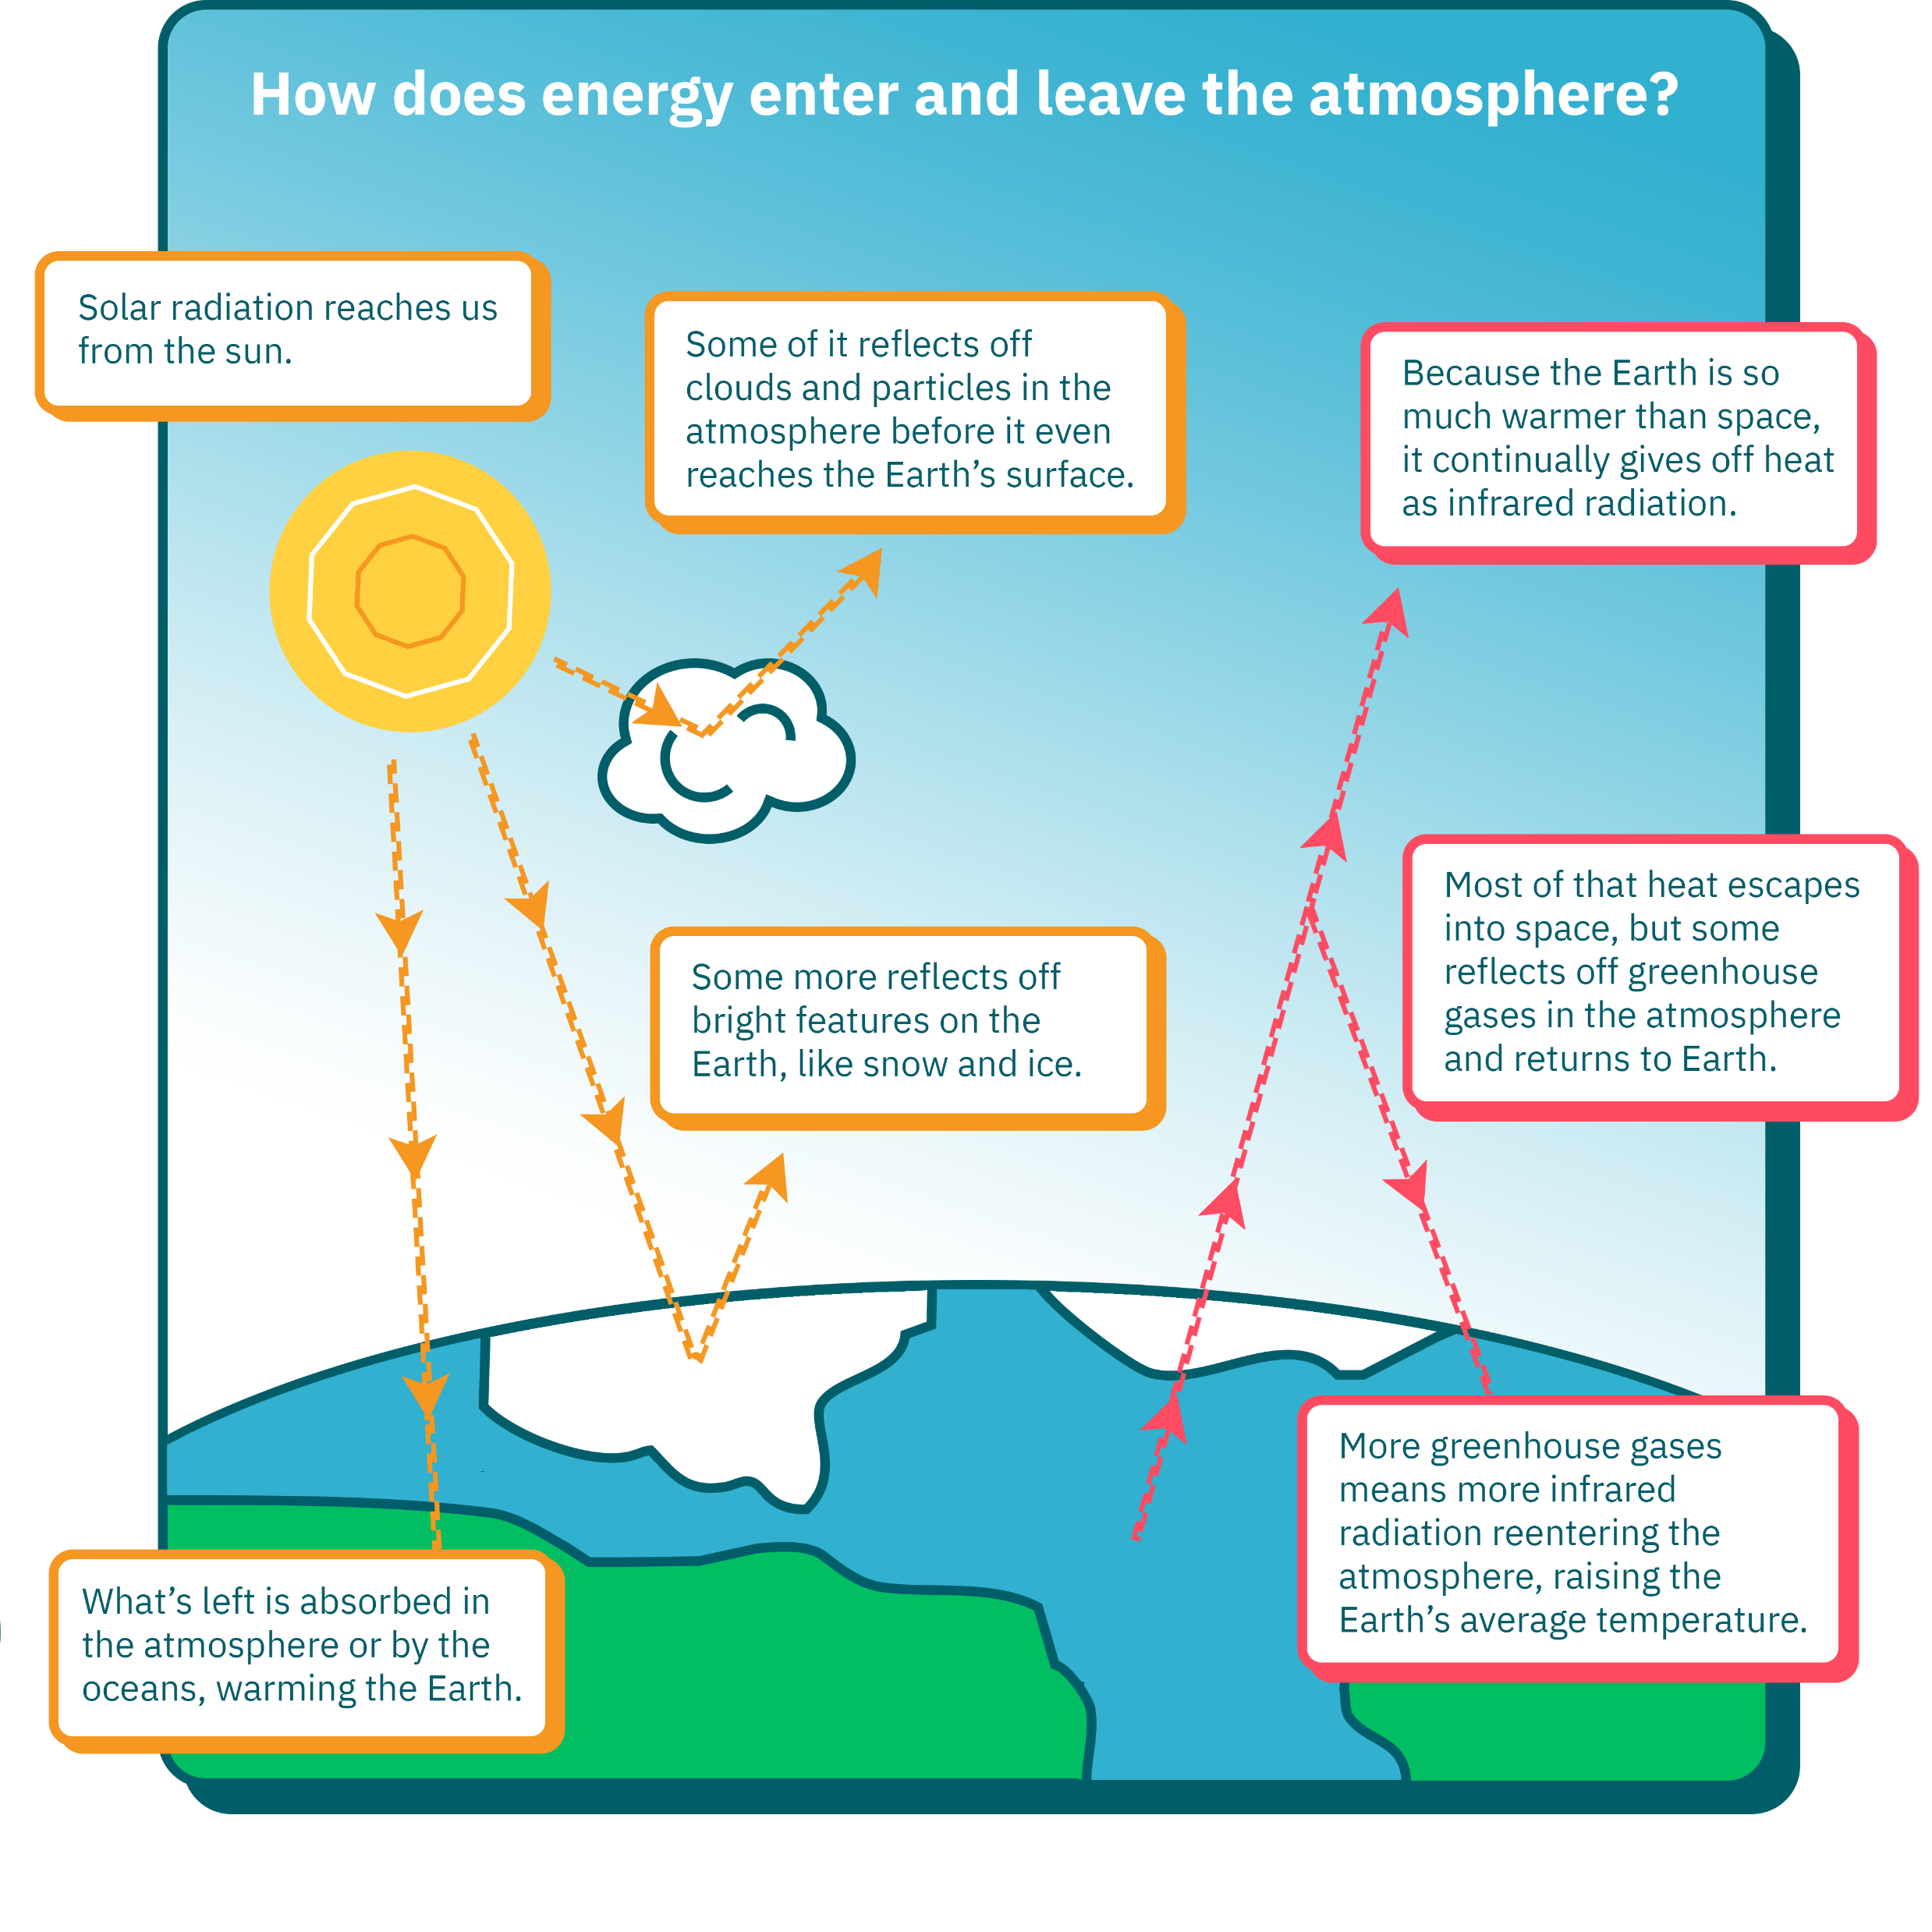 How does energy enter and leave the atmosphere?
Solar radiation reaches us
from the sun.
Some of it reflects off
clouds and particles in the
atmosphere before it even
reaches the Earth’s surface.
Because the Earth is so
much warmer than space,
it continually gives off heat
as infrared radiation.
Most of that heat escapes
into space, but some
reflects off greenhouse
gases in the atmosphere
and returns to Earth.
Some more reflects off
bright features on the
Earth, like snow and ice.
More greenhouse gases
means more infrared
radiation reentering the
atmosphere, raising the
Earth’s average temperature.
What’s left is absorbed in
the atmosphere or by the
oceans, warming the Earth.